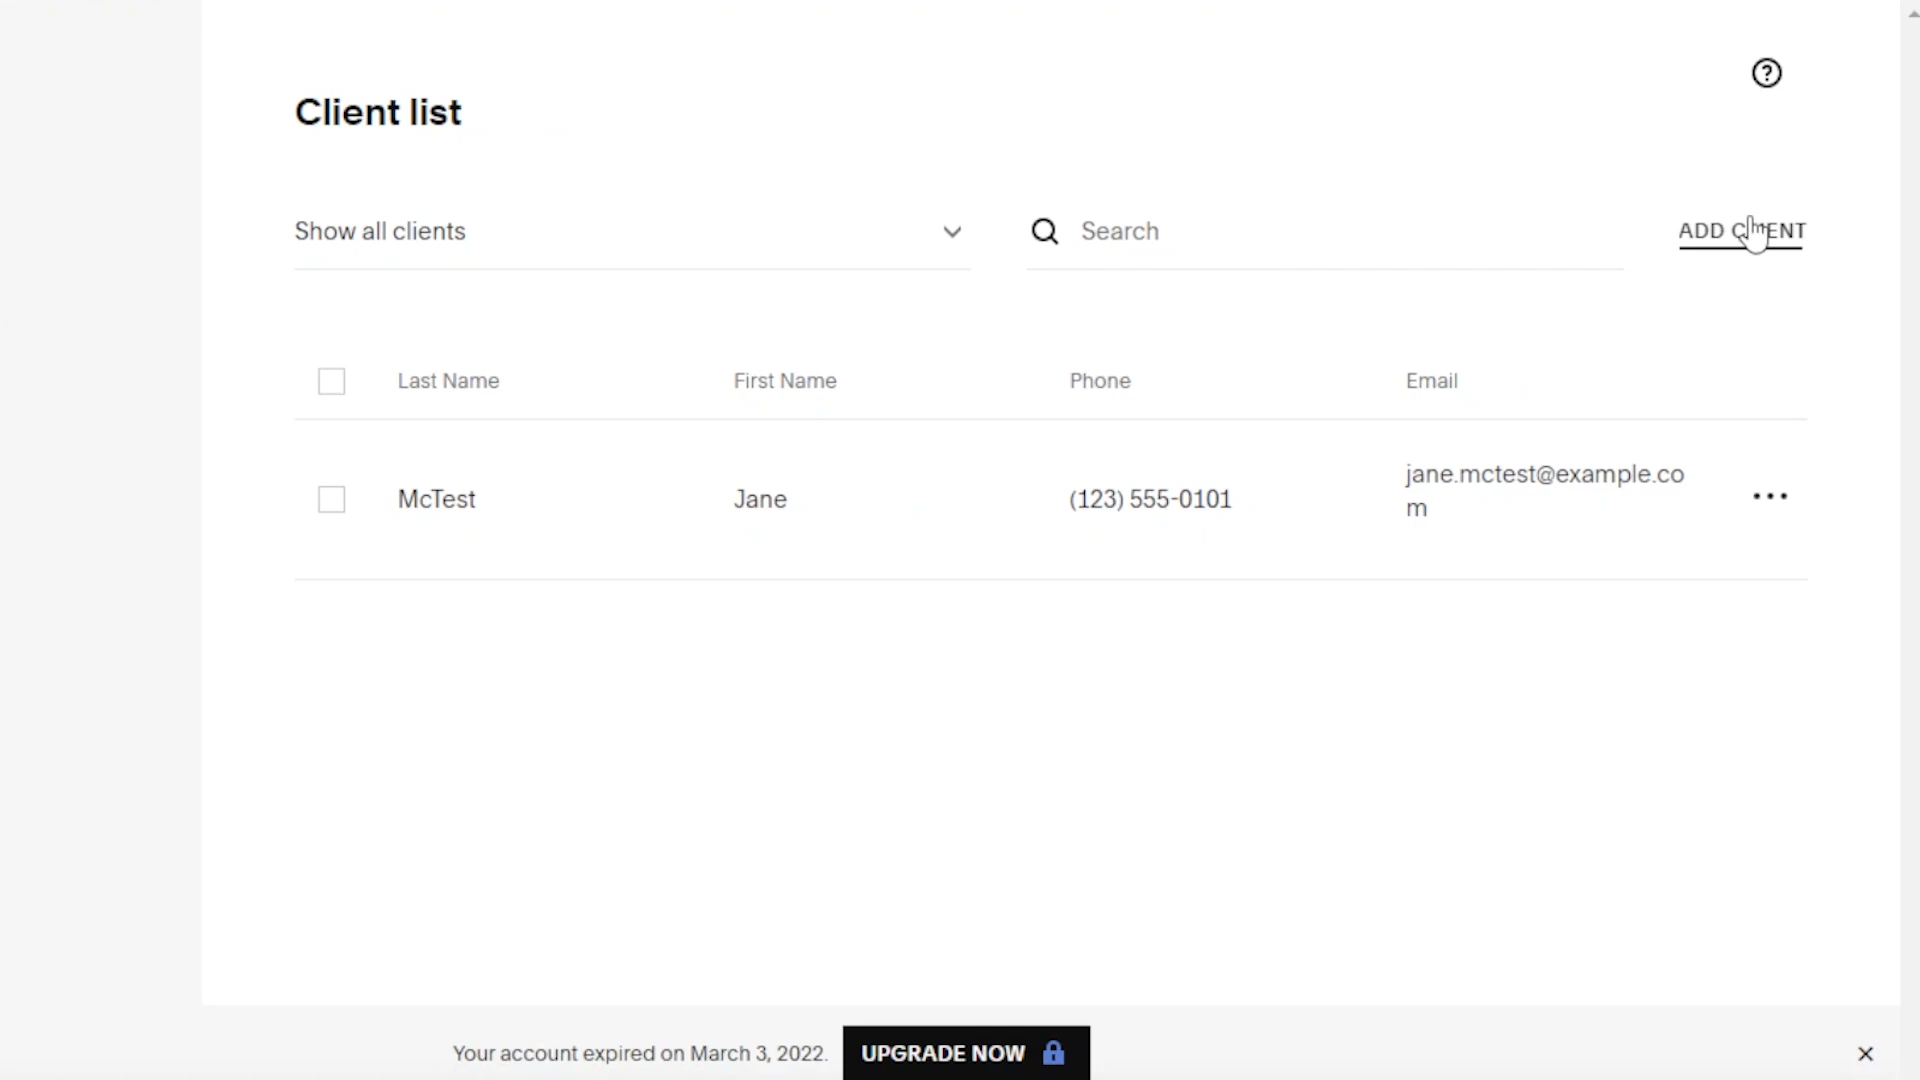 Client list
Show all clients
Search
ADD CLIENT
Last Name First Name Phone Email
McTest Jane (123) 555-0101 jane.mctest@example.co
m
Your account expired on March 3, 2022. UPGRADE NOW